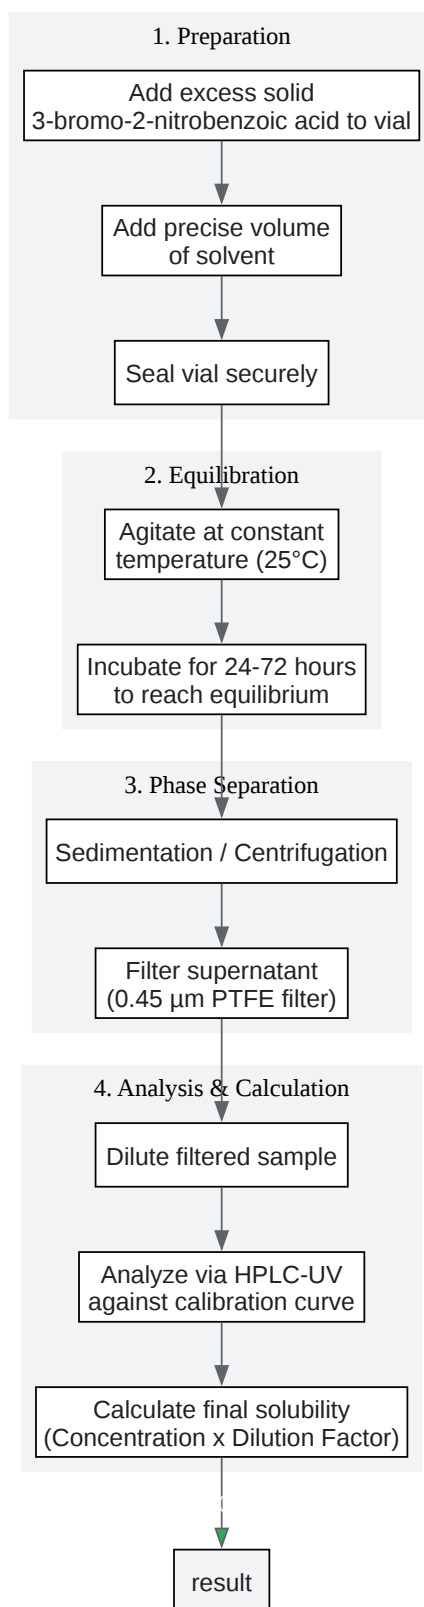 1. Preparation
Add excess solid
3-bromo-2-nitrobenzoic acid to vial
Add precise volume
of solvent
Seal vial securely
2. Equilibration
Agitate at constant
temperature (25°C)
Incubate for 24-72 hours
to reach equilibrium
3. Phase Separation
Sedimentation / Centrifugation
Filter supernatant
(0.45 µm PTFE filter)
4. Analysis & Calculation
Dilute filtered sample
Analyze via HPLC-UV
against calibration curve
Calculate final solubility
(Concentration x Dilution Factor)
result